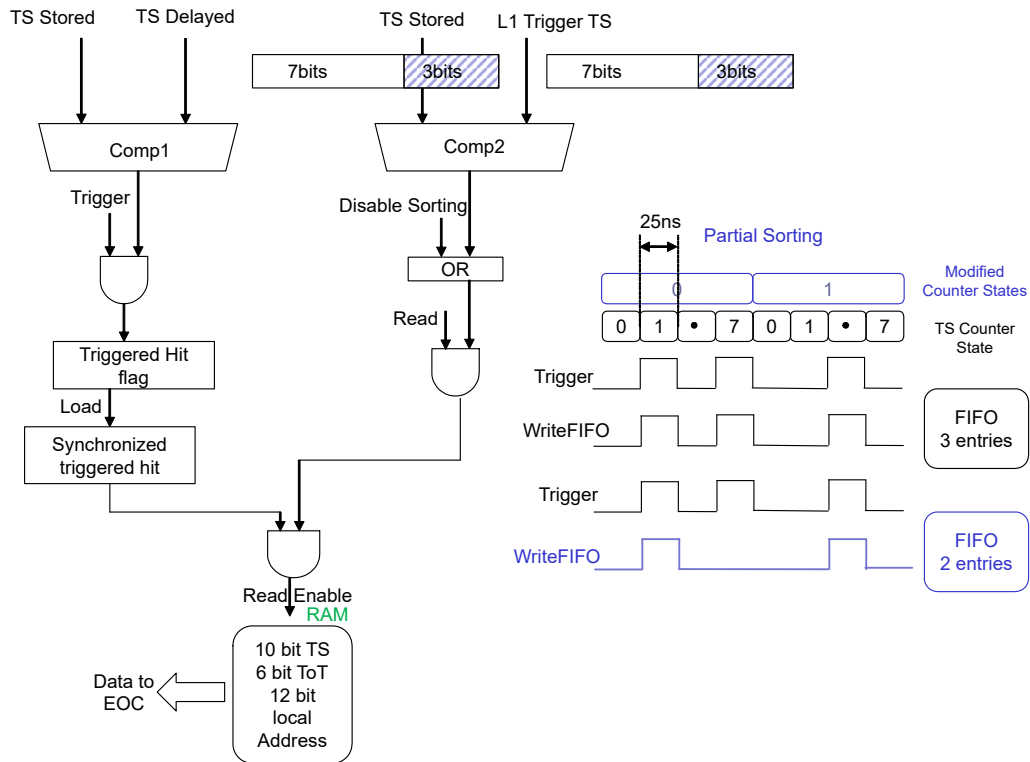 TS Stored
TS Delayed
TS Stored
L1 Trigger TS
7bits
3bits
7bits
3bits
Comp1
Comp2
Trigger
Disable Sorting
OR
Read
Triggered Hit
flag
Load
Synchronized
triggered hit
Read Enable
RAM
10 bit TS
6 bit ToT
12 bit
local
Address
Data to
EOC
25ns
Partial Sorting
0
1
Modified
Counter States
0 1 • 7 0 1 • 7
TS Counter
State
Trigger
WriteFIFO
FIFO
3 entries
Trigger
WriteFIFO
FIFO
2 entries